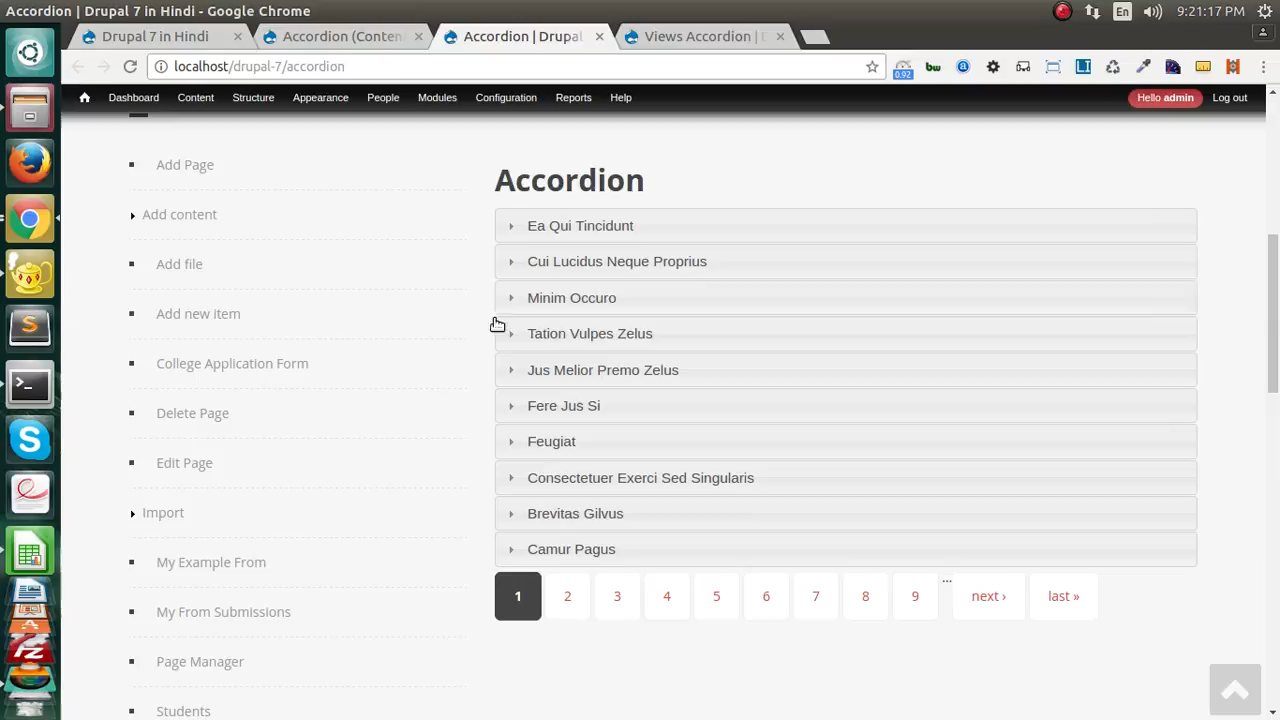 Accordion | Drupal 7 in Hindi - Google Chrome
En
9:21:17 PM
Drupal 7 in Hindi
Accordion (Conten
Accordion | Drupal
Views Accordion | D
localhost/drupal-7/accordion
0.92
bw
Dashboard
Content
Structure
Appearance
People
Modules
Configuration
Reports
Help
Hello admin
Log out
Add Page
Add content
Add file
Add new item
College Application Form
Delete Page
Edit Page
Import
My Example From
My From Submissions
Page Manager
Students
Accordion
Ea Qui Tincidunt
Cui Lucidus Neque Proprius
Minim Occuro
Tation Vulpes Zelus
Jus Melior Premo Zelus
Fere Jus Si
Feugiat
Consectetuer Exerci Sed Singularis
Brevitas Gilvus
Camur Pagus
1 2 3 4 5 6 7 8 9 ... next › last »